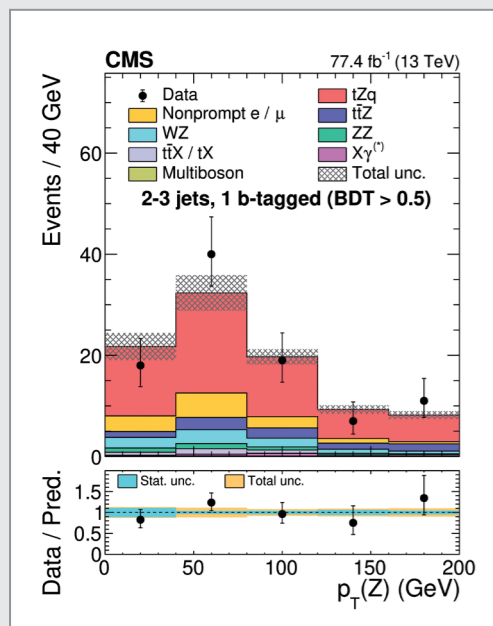 CMS 77.4 fb⁻¹ (13 TeV)
Events / 40 GeV
60
40
20
0
Data
tZq
Nonprompt e / μ
tt̄Z
WZ
ZZ
tt̄X / tX
Xγ(*)
Multiboson
Total unc.
2-3 jets, 1 b-tagged (BDT > 0.5)
Data / Pred.
1.5
1
0.5
0
Stat. unc.
Total unc.
0 50 100 150 200
pT(Z) (GeV)